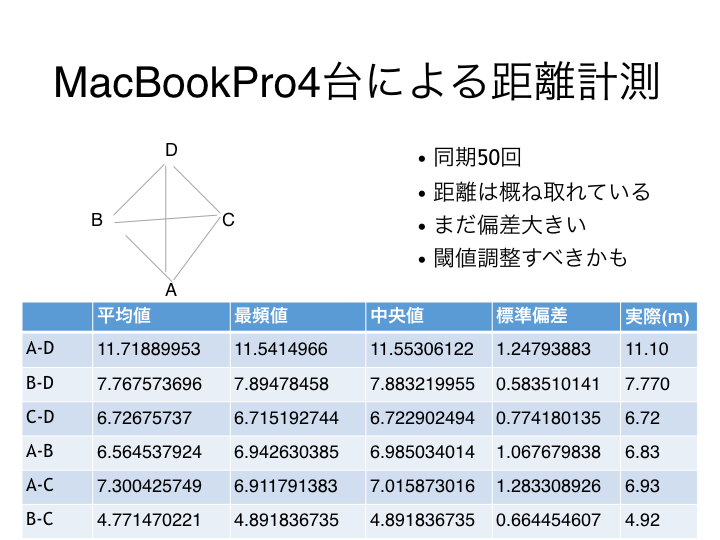 MacBookPro4台による距離計測
D
B
C
A
• 同期50回
• 距離は概ね取れている
• まだ偏差大きい
• 閾値調整すべきかも
平均値 最頻値 中央値 標準偏差 実際(m)
A-D 11.71889953 11.5414966 11.55306122 1.24793883 11.10
B-D 7.767573696 7.89478458 7.883219955 0.583510141 7.770
C-D 6.72675737 6.715192744 6.722902494 0.774180135 6.72
A-B 6.564537924 6.942630385 6.985034014 1.067679838 6.83
A-C 7.300425749 6.911791383 7.015873016 1.283308926 6.93
B-C 4.771470221 4.891836735 4.891836735 0.664454607 4.92